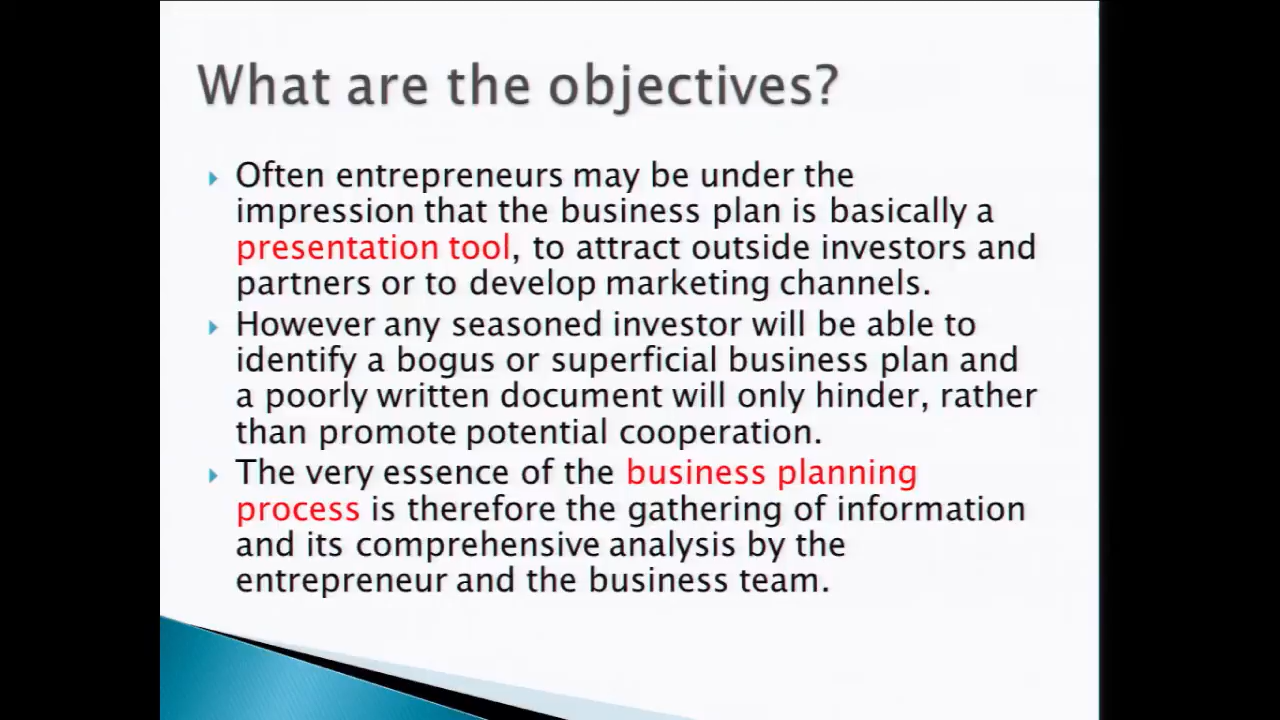 What are the objectives?
Often entrepreneurs may be under the
impression that the business plan is basically a
presentation tool, to attract outside investors and
partners or to develop marketing channels.
However any seasoned investor will be able to
identify a bogus or superficial business plan and
a poorly written document will only hinder, rather
than promote potential cooperation.
The very essence of the business planning
process is therefore the gathering of information
and its comprehensive analysis by the
entrepreneur and the business team.